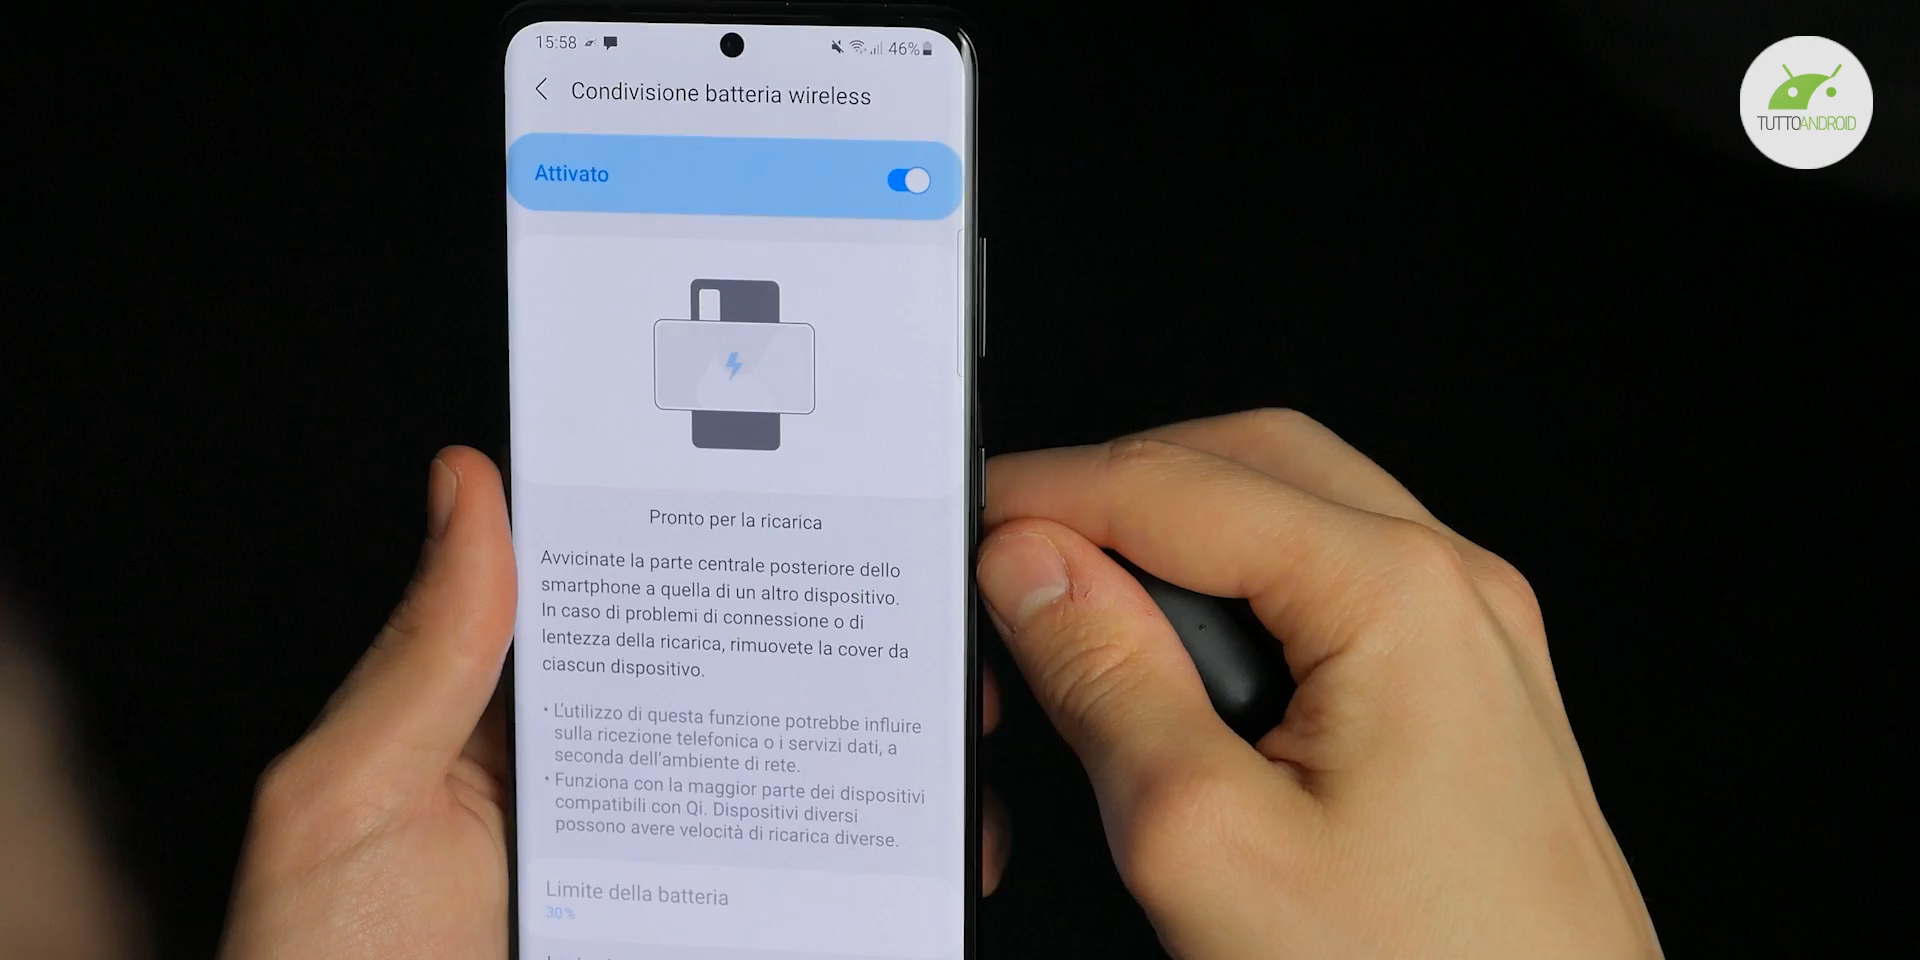 15:58
46%
Condivisione batteria wireless
Attivato
Pronto per la ricarica
Avvicinate la parte centrale posteriore dello
smartphone a quella di un altro dispositivo.
In caso di problemi di connessione o di
lentezza della ricarica, rimuovete la cover da
ciascun dispositivo.
• L'utilizzo di questa funzione potrebbe influire
sulla ricezione telefonica o i servizi dati, a
seconda dell'ambiente di rete.
• Funziona con la maggior parte dei dispositivi
compatibili con Qi. Dispositivi diversi
possono avere velocità di ricarica diverse.
Limite della batteria
30%
TUTTOANDROID